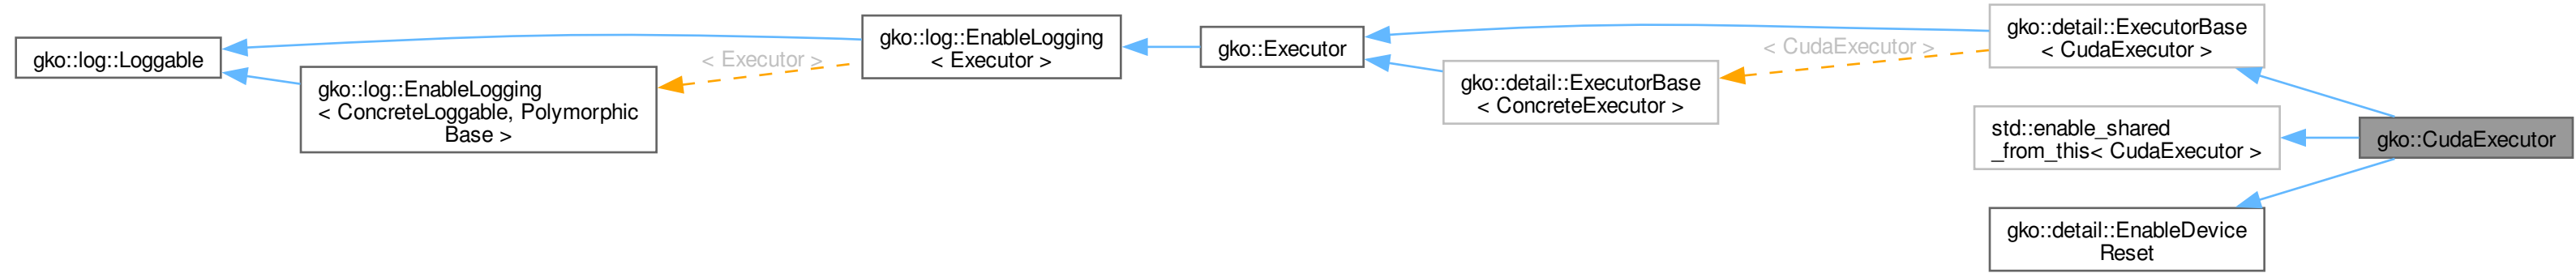 gko::log::Loggable
gko::log::EnableLogging
< ConcreteLoggable, Polymorphic
Base >
< Executor >
gko::log::EnableLogging
< Executor >
gko::Executor
gko::detail::ExecutorBase
< ConcreteExecutor >
< CudaExecutor >
gko::detail::ExecutorBase
< CudaExecutor >
std::enable_shared
_from_this< CudaExecutor >
gko::detail::EnableDevice
Reset
gko::CudaExecutor